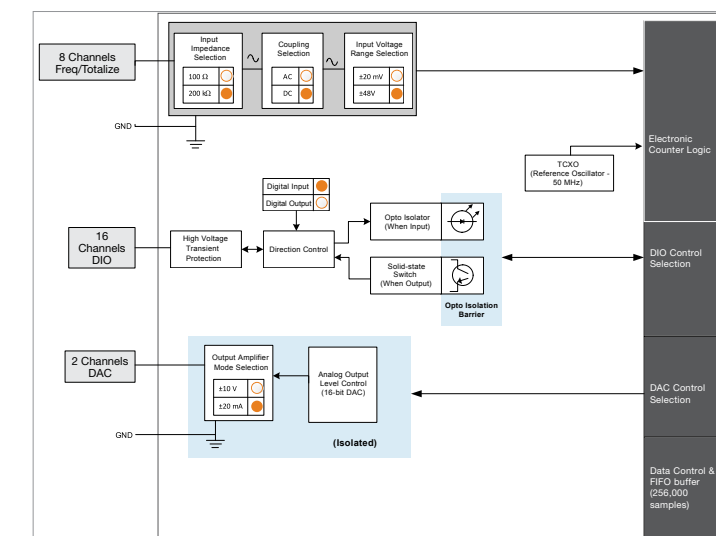 8 Channels
Freq/Totalize
GND
Input
Impedance
Selection
100 Ω
200 kΩ
Coupling
Selection
AC
DC
Input Voltage
Range Selection
±20 mV
±48V
Electronic
Counter Logic
TCXO
(Reference Oscillator -
50 MHz)
16
Channels
DIO
High Voltage
Transient
Protection
Digital Input
Digital Output
Direction Control
Opto Isolator
(When Input)
Solid-state
Switch
(When Output)
Opto Isolation
Barrier
DIO Control
Selection
2 Channels
DAC
GND
Output Amplifier
Mode Selection
±10 V
±20 mA
Analog Output
Level Control
(16-bit DAC)
(Isolated)
DAC Control
Selection
Data Control &
FIFO buffer
(256,000
samples)